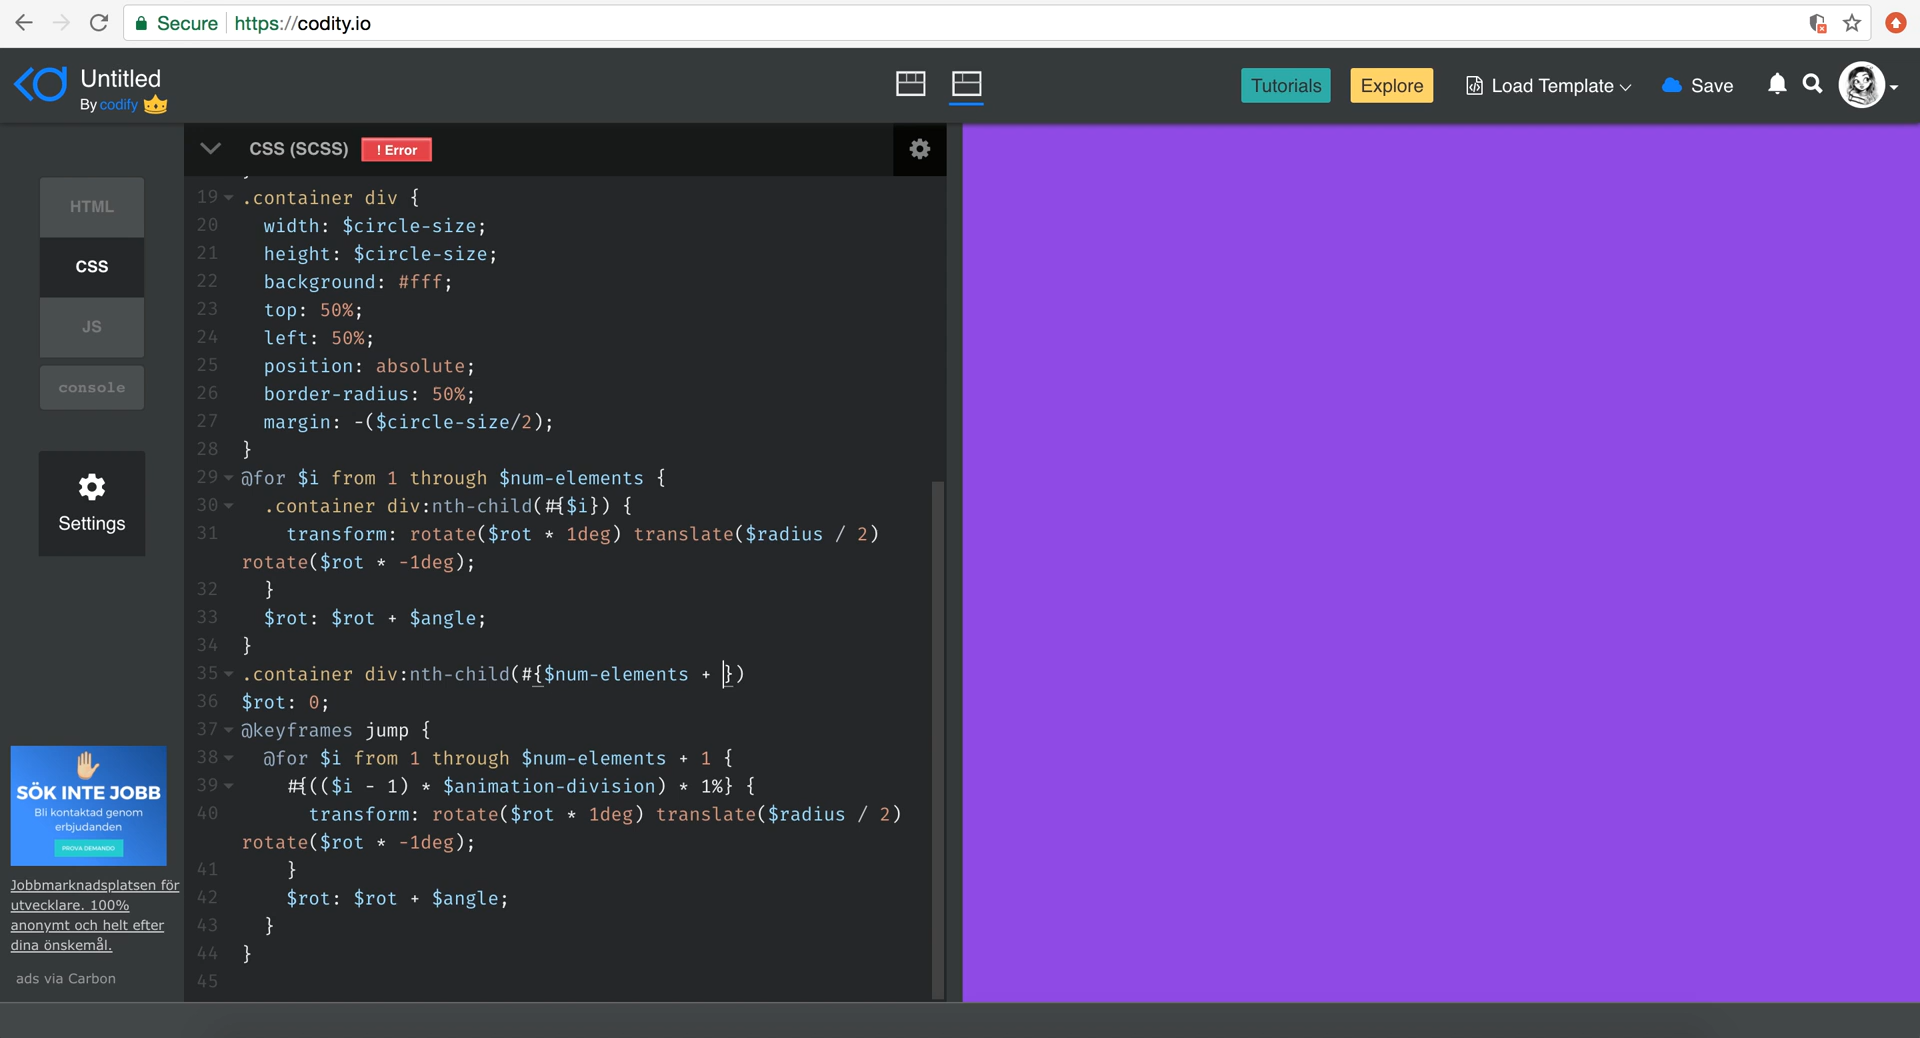 Secure https://codity.io
Untitled
By codify
Tutorials
Explore
Load Template
Save
CSS (SCSS)
! Error
HTML
CSS
JS
console
Settings
SÖK INTE JOBB
Bli kontaktad genom
erbjudanden
PROVA DEMANDO
Jobbmarknadsplatsen för
utvecklare. 100%
anonymt och helt efter
dina önskemål.
ads via Carbon
19 .container div {
20 width: $circle-size;
21 height: $circle-size;
22 background: #fff;
23 top: 50%;
24 left: 50%;
25 position: absolute;
26 border-radius: 50%;
27 margin: -($circle-size/2);
28 }
29 @for $i from 1 through $num-elements {
30 .container div:nth-child(#{$i}) {
31 transform: rotate($rot * 1deg) translate($radius / 2)
rotate($rot * -1deg);
32 }
33 $rot: $rot + $angle;
34 }
35 .container div:nth-child(#{$num-elements + })
36 $rot: 0;
37 @keyframes jump {
38 @for $i from 1 through $num-elements + 1 {
39 #{(($i - 1) * $animation-division) * 1%} {
40 transform: rotate($rot * 1deg) translate($radius / 2)
rotate($rot * -1deg);
41 }
42 $rot: $rot + $angle;
43 }
44 }
45